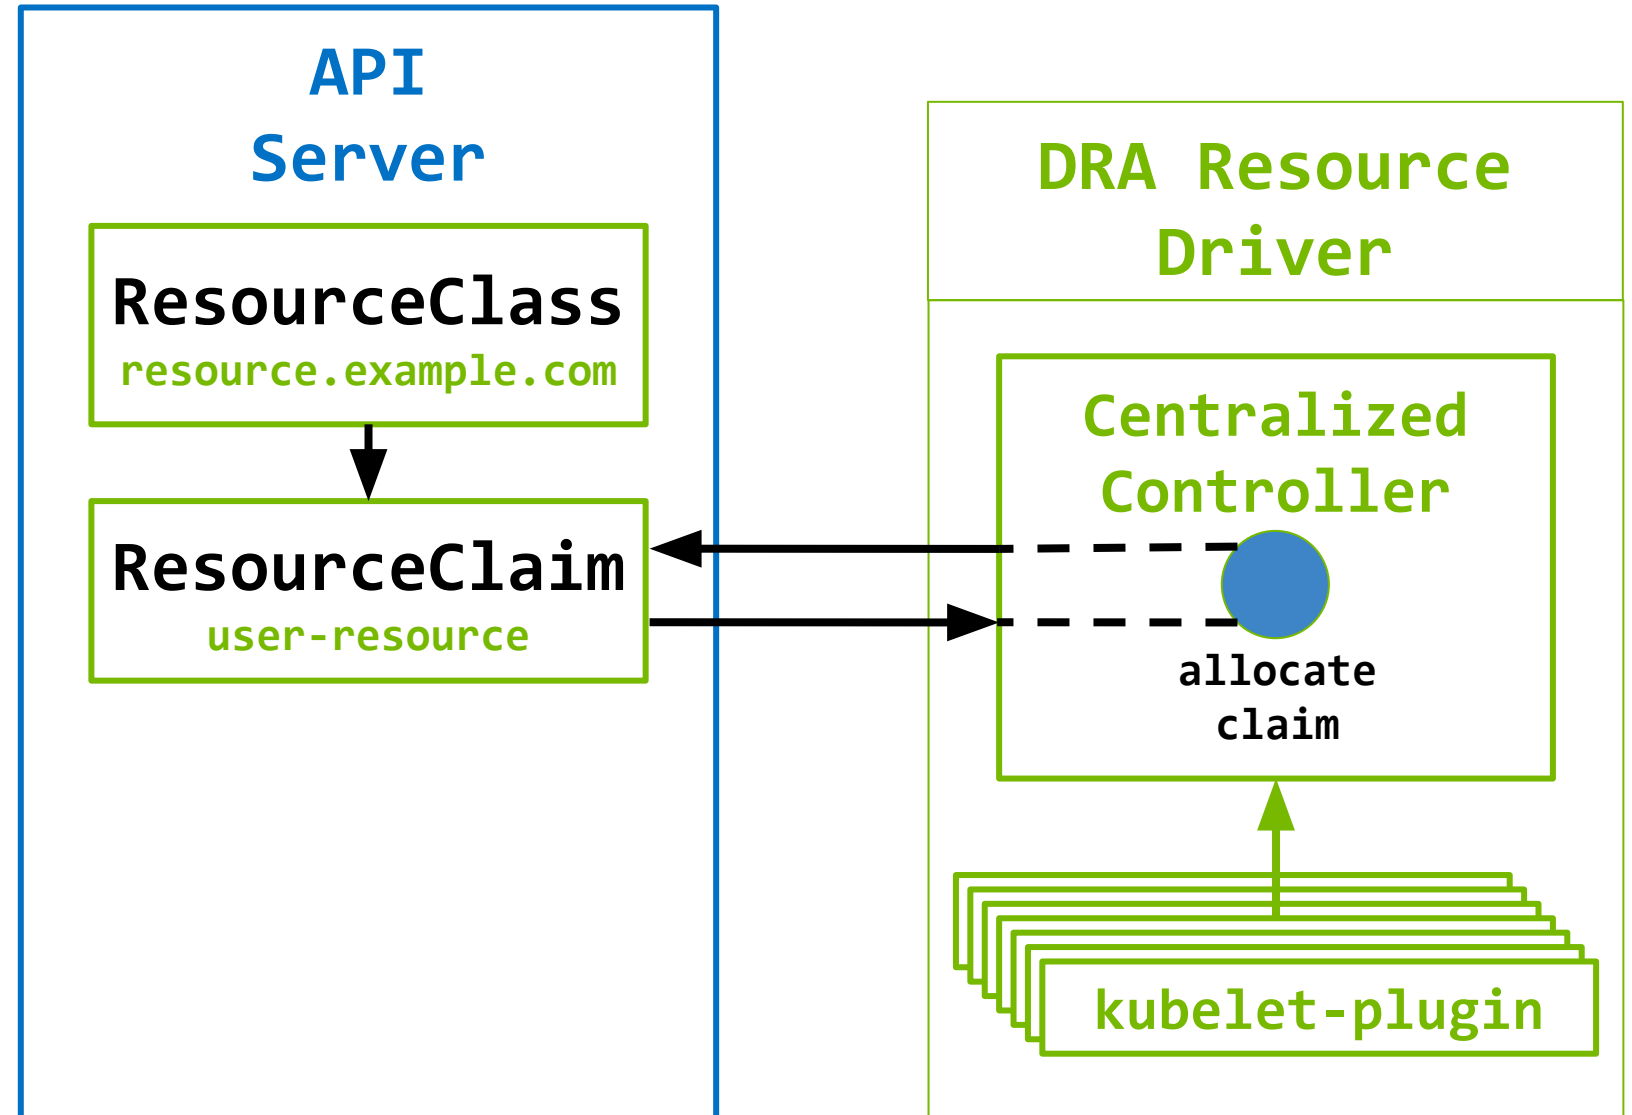 API
Server
ResourceClass
resource.example.com
ResourceClaim
user-resource
DRA Resource
Driver
Centralized
Controller
allocate
claim
kubelet-plugin